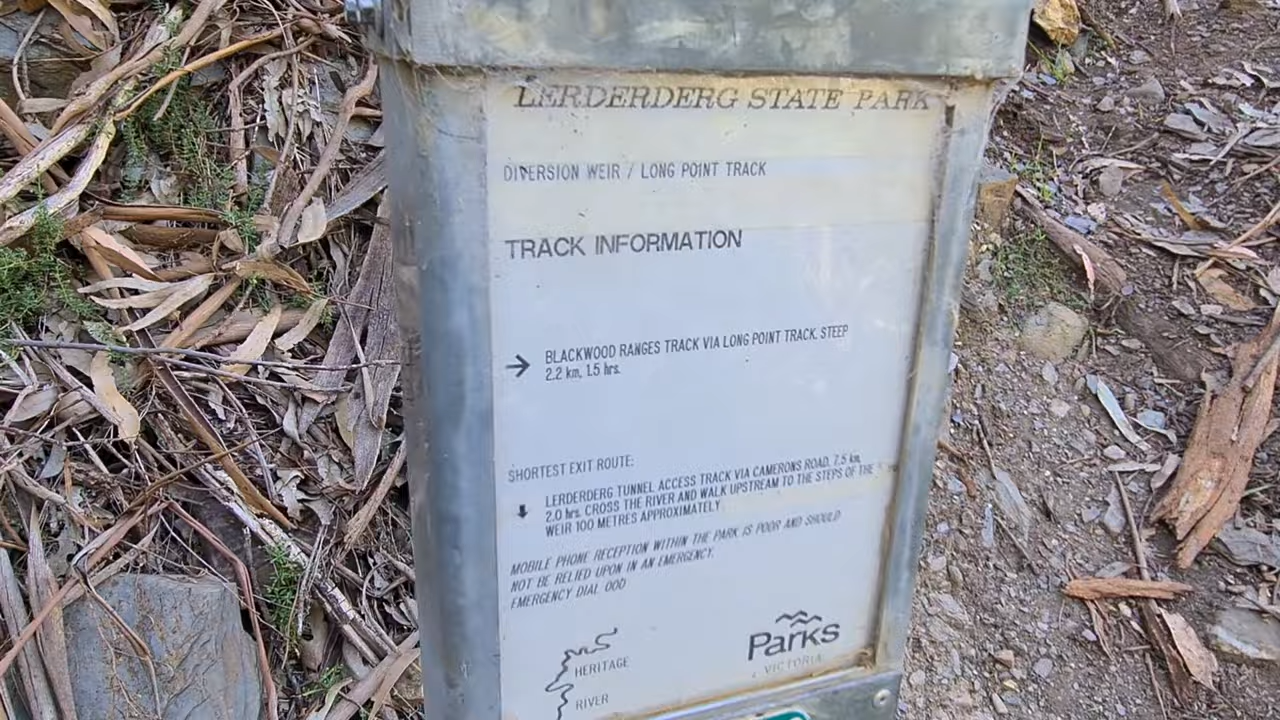 LERDERDERG STATE PARK
DIVERSION WEIR / LONG POINT TRACK
TRACK INFORMATION
→ BLACKWOOD RANGES TRACK VIA LONG POINT TRACK. STEEP
2.2 km, 1.5 hrs.
SHORTEST EXIT ROUTE:
↓ LERDERDERG TUNNEL ACCESS TRACK VIA CAMERONS ROAD, 7.5 km,
2.0 hrs. CROSS THE RIVER AND WALK UPSTREAM TO THE STEPS OF THE
WEIR 100 METRES APPROXIMATELY
MOBILE PHONE RECEPTION WITHIN THE PARK IS POOR AND SHOULD
NOT BE RELIED UPON IN AN EMERGENCY.
EMERGENCY DIAL 000
HERITAGE
RIVER
Parks
VICTORIA